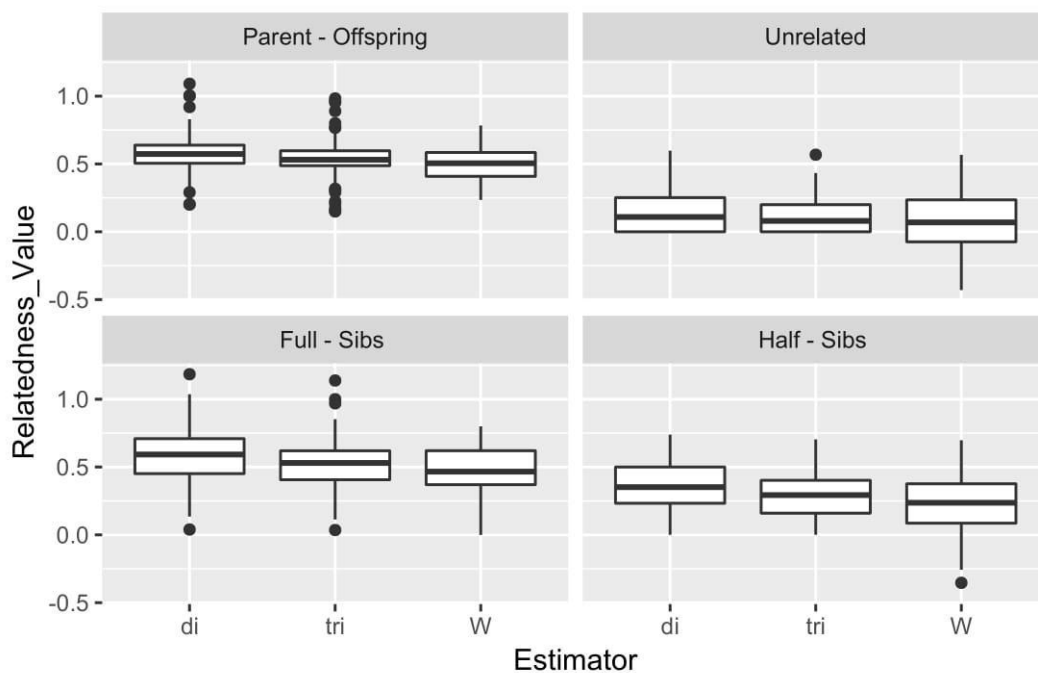 Parent - Offspring
Unrelated
1.0
0.5
0.0
-0.5
Full - Sibs
Half - Sibs
1.0
0.5
0.0
-0.5
Relatedness_Value
di
tri
W
di
tri
W
Estimator